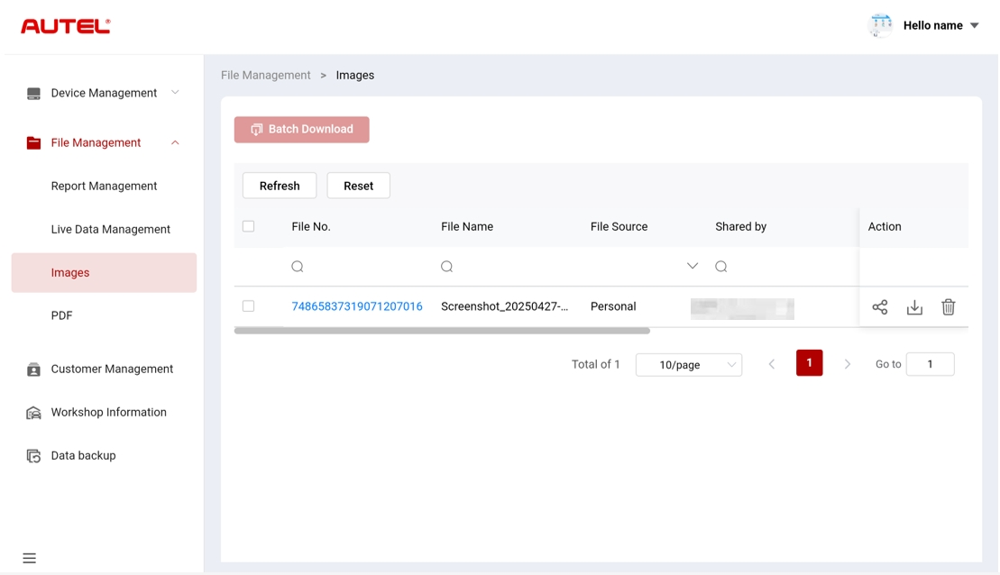 AUTEL®
Hello name
Device Management
File Management
Report Management
Live Data Management
Images
PDF
Customer Management
Workshop Information
Data backup
File Management > Images
Batch Download
Refresh Reset
File No. File Name File Source Shared by Action
74865837319071207016 Screenshot_20250427-... Personal
Total of 1 10/page < 1 > Go to 1